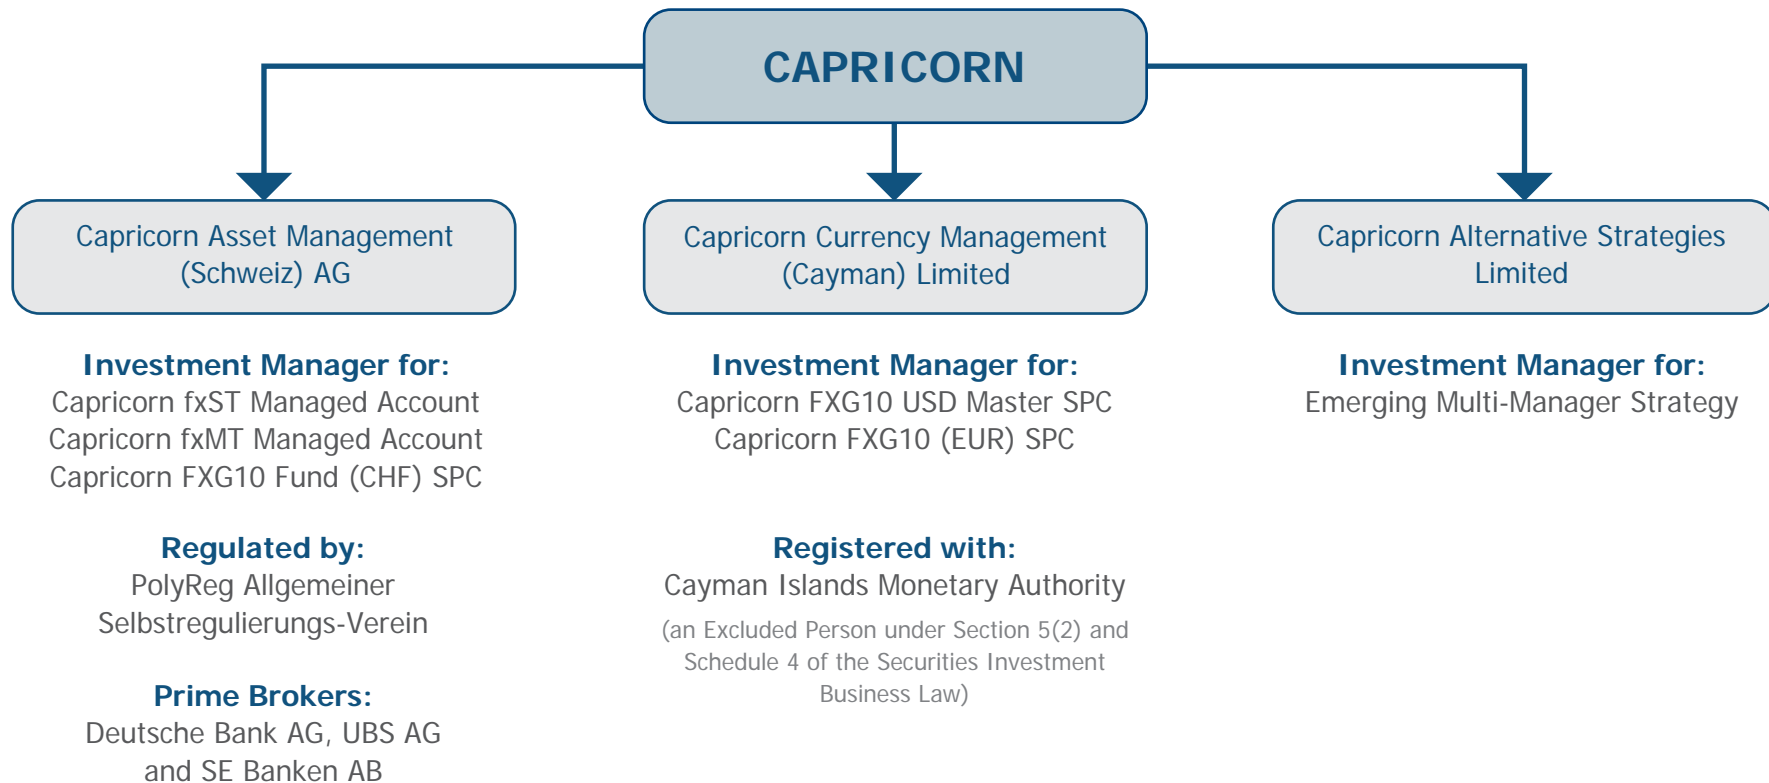 CAPRICORN
Capricorn Asset Management
(Schweiz) AG
Investment Manager for:
Capricorn fxST Managed Account
Capricorn fxMT Managed Account
Capricorn FXG10 Fund (CHF) SPC
Regulated by:
PolyReg Allgemeiner
Selbstregulierungs-Verein
Prime Brokers:
Deutsche Bank AG, UBS AG
and SE Banken AB
Capricorn Currency Management
(Cayman) Limited
Investment Manager for:
Capricorn FXG10 USD Master SPC
Capricorn FXG10 (EUR) SPC
Registered with:
Cayman Islands Monetary Authority
(an Excluded Person under Section 5(2) and
Schedule 4 of the Securities Investment
Business Law)
Capricorn Alternative Strategies
Limited
Investment Manager for:
Emerging Multi-Manager Strategy